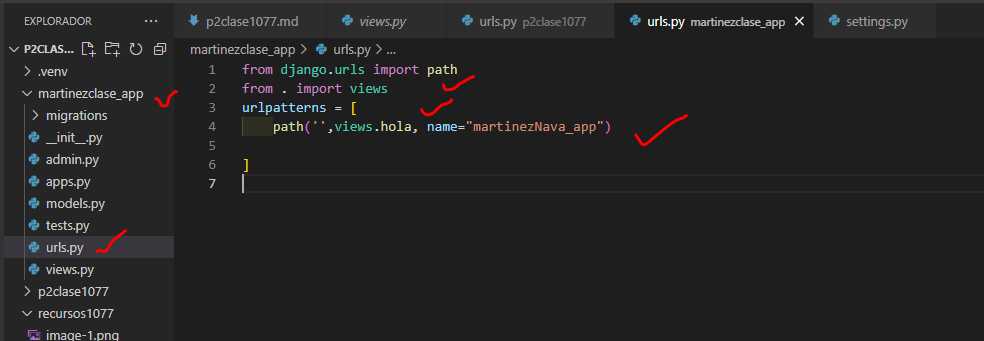 EXPLORADOR ...
p2clase1077.md
views.py
urls.py p2clase1077
urls.py martinezclase_app
settings.py
P2CLAS...
.venv
martinezclase_app
migrations
__init__.py
admin.py
apps.py
models.py
tests.py
urls.py
views.py
p2clase1077
recursos1077
image-1.png
martinezclase_app > urls.py > ...
1 from django.urls import path
2 from . import views
3 urlpatterns = [
4     path('',views.hola, name="martinezNava_app")
5
6 ]
7